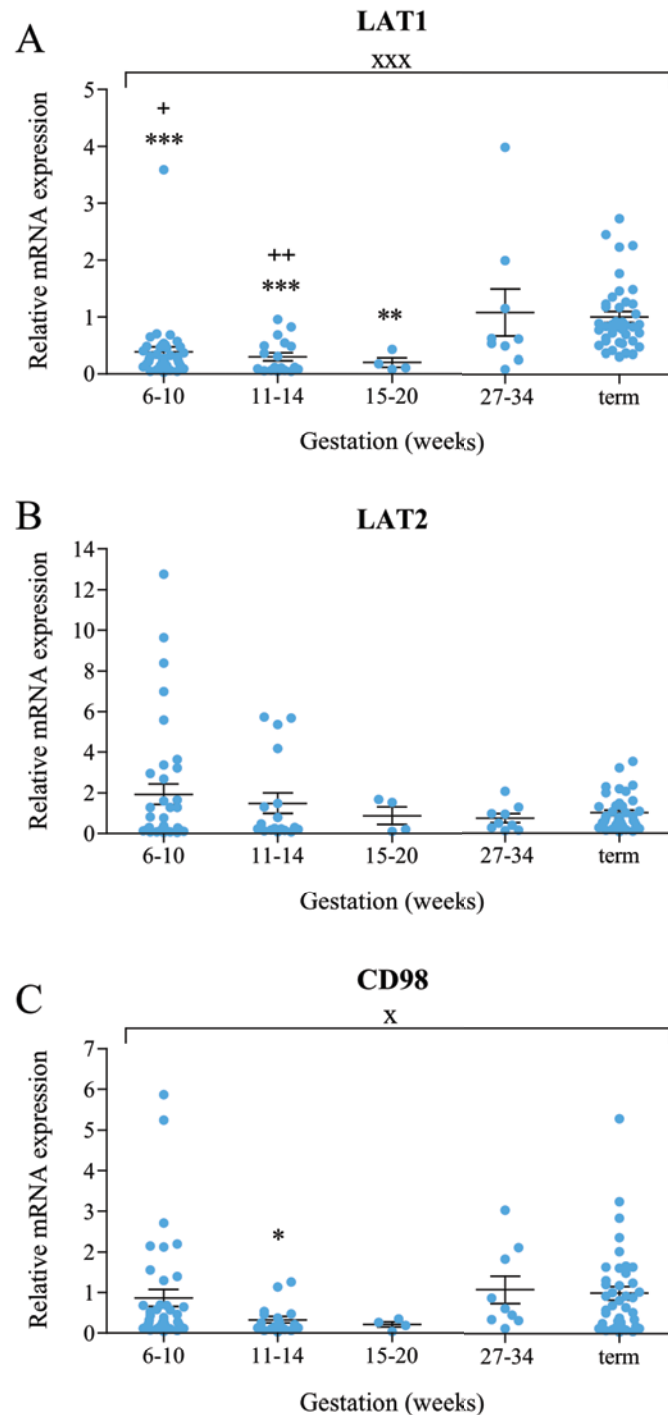 A
LAT1
xxx
+
***
++
***
**
5
4
3
2
1
0
Relative mRNA expression
6-10 11-14 15-20 27-34 term
Gestation (weeks)
B
LAT2
14
12
10
8
6
4
2
0
Relative mRNA expression
6-10 11-14 15-20 27-34 term
Gestation (weeks)
C
CD98
x
*
7
6
5
4
3
2
1
0
Relative mRNA expression
6-10 11-14 15-20 27-34 term
Gestation (weeks)